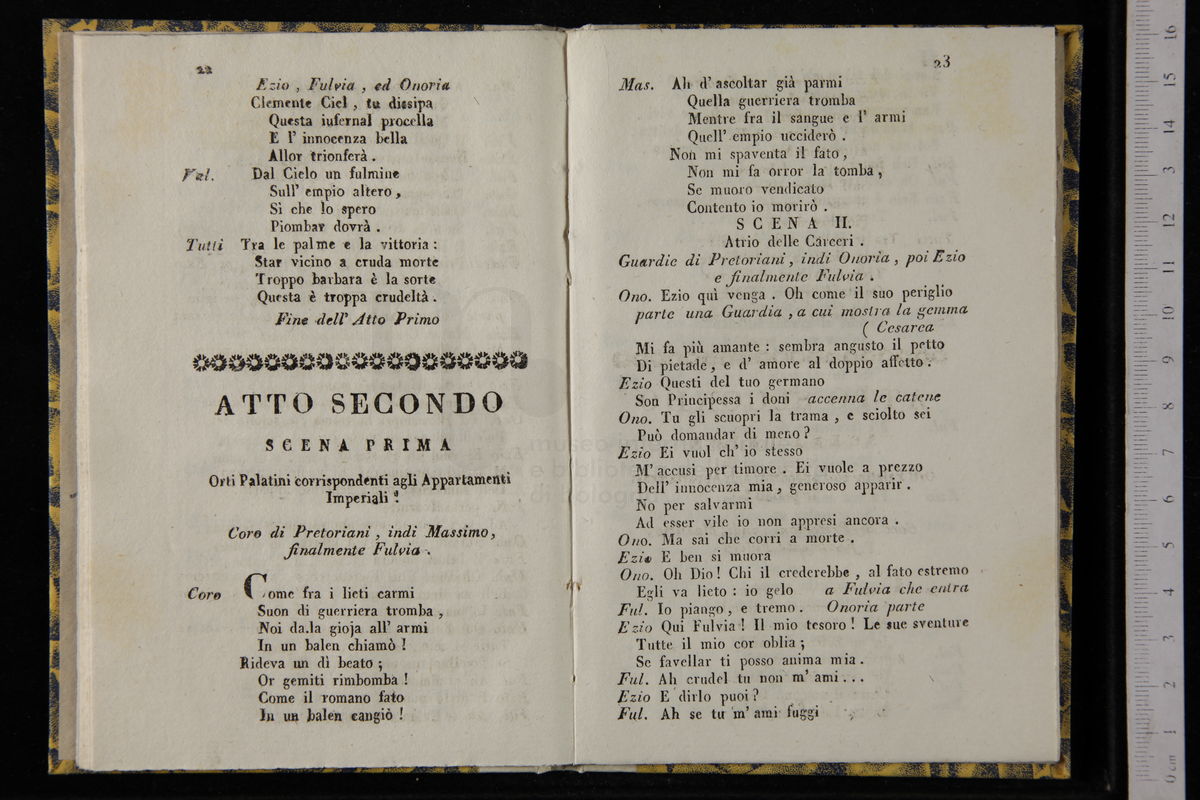 22
Ezio , Fulvia , ed Onoria
Clemente Ciel , tu dissipa
Questa infernal procella
E l' innocenza bella
Allor trionferà .
Val. Dal Cielo un fulmine
Sull' empio altero ,
Sì che lo spero
Piombar dovrà .
Tutti Tra le palme e la vittoria :
Star vicino a cruda morte
Troppo barbara è la sorte
Questa è troppa crudeltà .
Fine dell' Atto Primo
ATTO SECONDO
SCENA PRIMA
Orti Palatini corrispondenti agli Appartamenti
Imperiali
Coro di Pretoriani , indi Massimo,
finalmente Fulvia .
Coro Come fra i lieti carmi
Suon di guerriera tromba ,
Noi da.la gioja all' armi
In un balen chiamò !
Rideva un dì beato ;
Or gemiti rimbomba !
Come il romano fato
In un balen cangiò !
23
Mas. Ah d' ascoltar già parmi
Quella guerriera tromba
Mentre fra il sangue e l' armi
Quell' empio ucciderò .
Non mi spaventa il fato ,
Non mi fa orror la tomba ,
Se muoro vendicato
Contento io morirò .
SCENA II.
Atrio delle Carceri .
Guardie di Pretoriani , indi Onoria , poi Ezio
e finalmente Fulvia .
Ono. Ezio quì venga . Oh come il suo periglio
parte una Guardia , a cui mostra la gemma
( Cesarea
Mi fa più amante : sembra angusto il petto
Di pietade , e d' amore al doppio affetto .
Ezio Questi del tuo germano
Son Principessa i doni accenna le catene
Ono. Tu gli scuopri la trama , e sciolto sei
Può domandar di meno ?
Ezio Ei vuol ch' io stesso
M' accusi per timore . Ei vuole a prezzo
Dell' innocenza mia , generoso apparir .
No per salvarmi
Ad esser vile io non appresi ancora .
Ono. Ma sai che corri a morte .
Ezio E ben si muora
Ono. Oh Dio ! Chi il crederebbe , al fato estremo
Egli va lieto : io gelo a Fulvia che entra
Ful. Io piango , e tremo . Onoria parte
Ezio Qui Fulvia ! Il mio tesoro ! Le sue sventure
Tutte il mio cor oblia ;
Se favellar ti posso anima mia .
Ful. Ah crudel tu non m' ami . . .
Ezio E dirlo puoi ?
Ful. Ah se tu m' ami fuggi